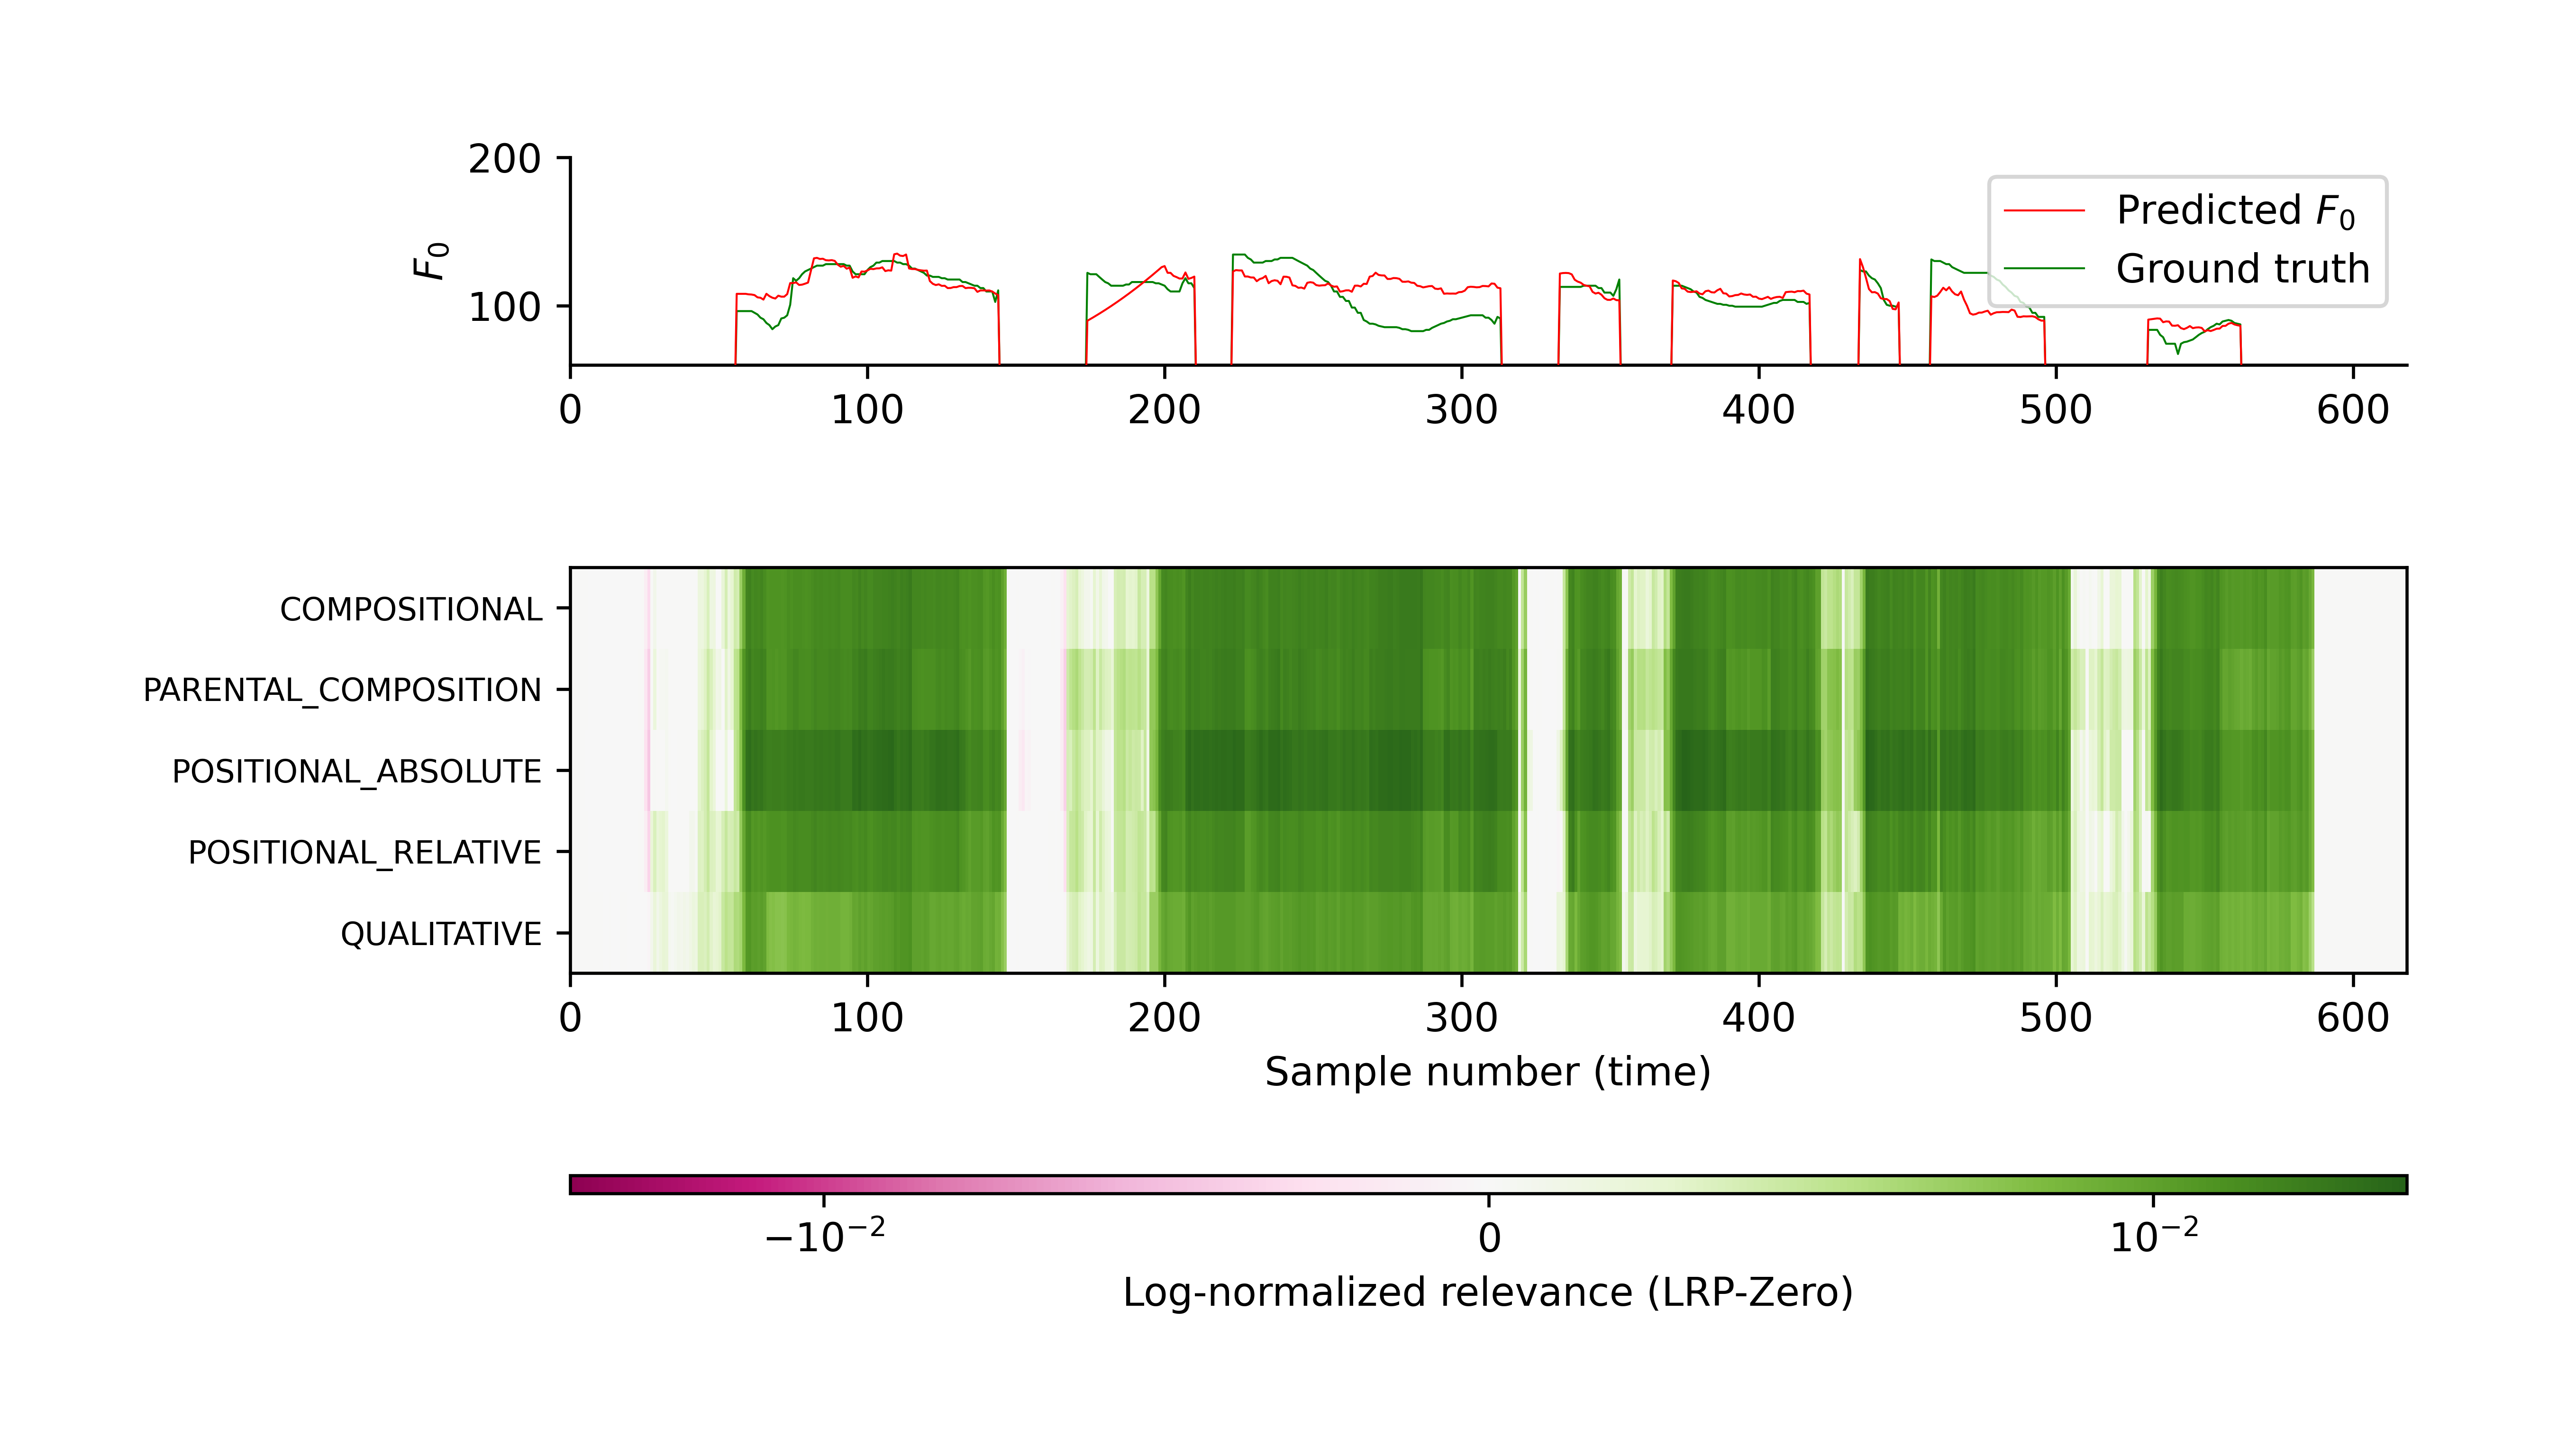 200
100
F₀
Predicted F₀
Ground truth
0 100 200 300 400 500 600
COMPOSITIONAL
PARENTAL_COMPOSITION
POSITIONAL_ABSOLUTE
POSITIONAL_RELATIVE
QUALITATIVE
0 100 200 300 400 500 600
Sample number (time)
−10⁻² 0 10⁻²
Log-normalized relevance (LRP-Zero)